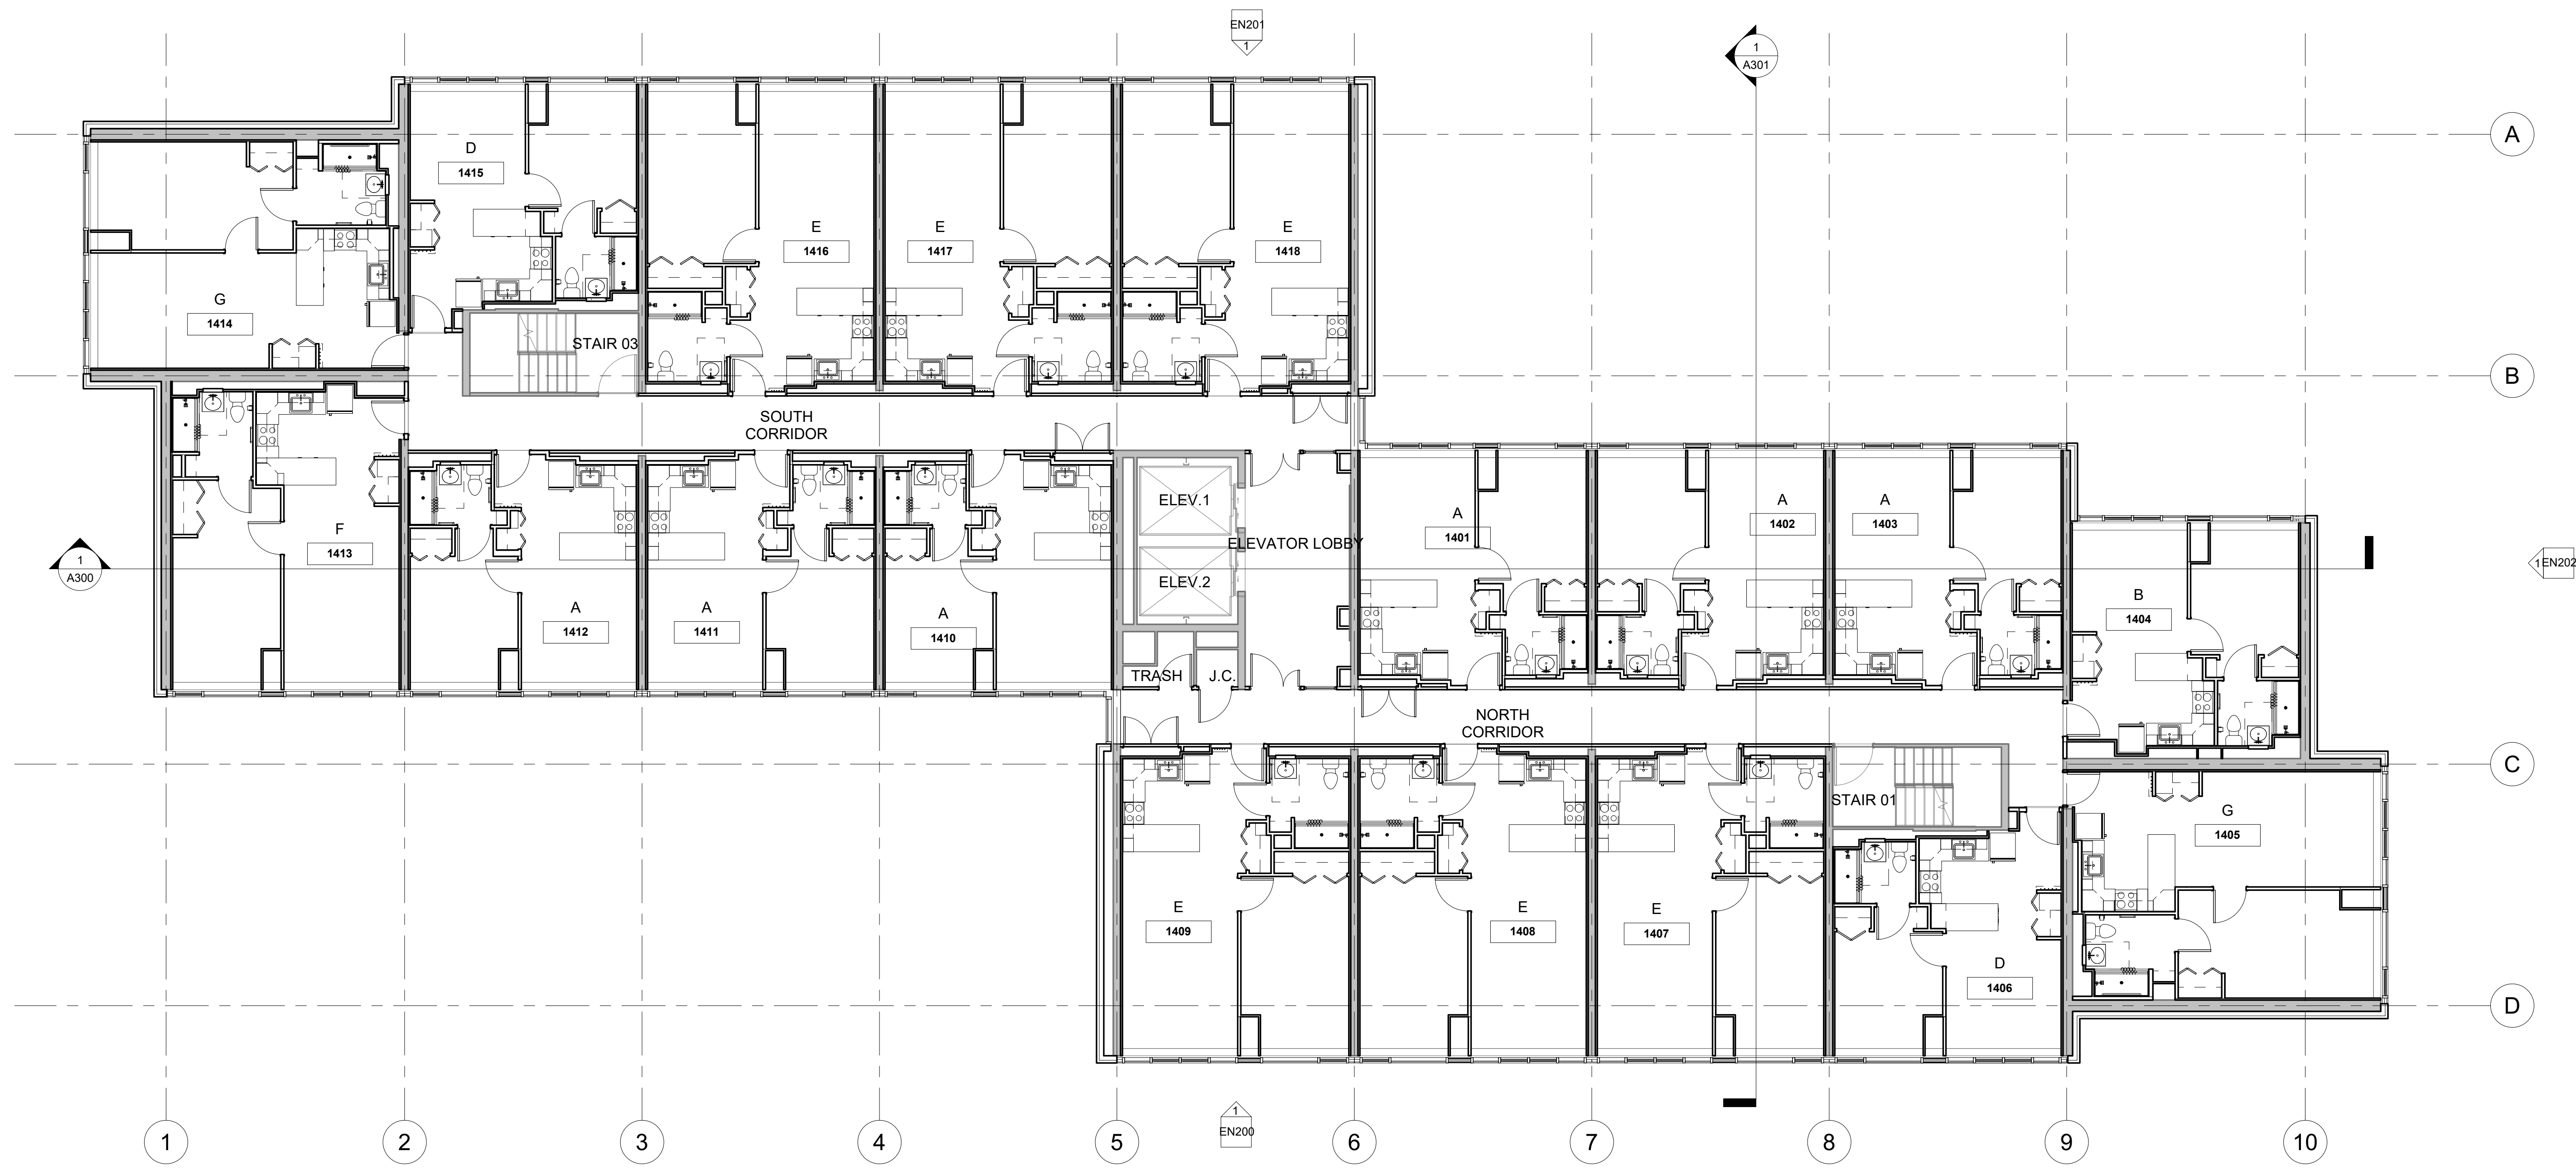 EN201
1
1
A301
A
D
1415
E
1416
E
1417
E
1418
G
1414
STAIR 03
B
SOUTH
CORRIDOR
ELEV.1
A
1401
A
1402
A
1403
F
1413
ELEVATOR LOBBY
1
A300
1
EN202
ELEV.2
A
1412
A
1411
A
1410
B
1404
TRASH
J.C.
NORTH
CORRIDOR
C
STAIR 01
G
1405
E
1409
E
1408
E
1407
D
1406
D
1
2
3
4
5
1
EN200
6
7
8
9
10